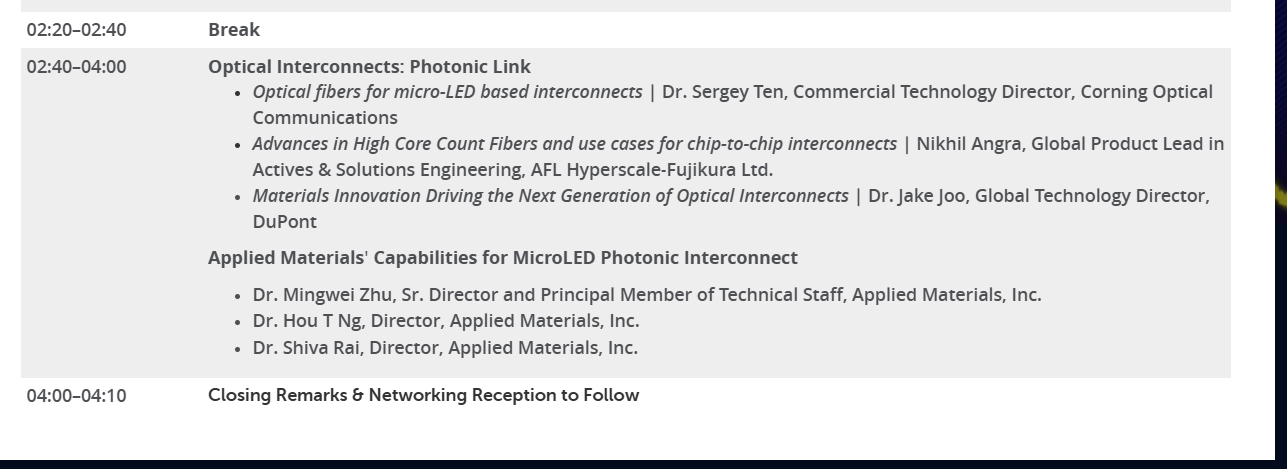 02:20–02:40 Break
02:40–04:00 Optical Interconnects: Photonic Link
• Optical fibers for micro-LED based interconnects | Dr. Sergey Ten, Commercial Technology Director, Corning Optical
Communications
• Advances in High Core Count Fibers and use cases for chip-to-chip interconnects | Nikhil Angra, Global Product Lead in
Actives & Solutions Engineering, AFL Hyperscale-Fujikura Ltd.
• Materials Innovation Driving the Next Generation of Optical Interconnects | Dr. Jake Joo, Global Technology Director,
DuPont
Applied Materials' Capabilities for MicroLED Photonic Interconnect
• Dr. Mingwei Zhu, Sr. Director and Principal Member of Technical Staff, Applied Materials, Inc.
• Dr. Hou T Ng, Director, Applied Materials, Inc.
• Dr. Shiva Rai, Director, Applied Materials, Inc.
04:00–04:10 Closing Remarks & Networking Reception to Follow